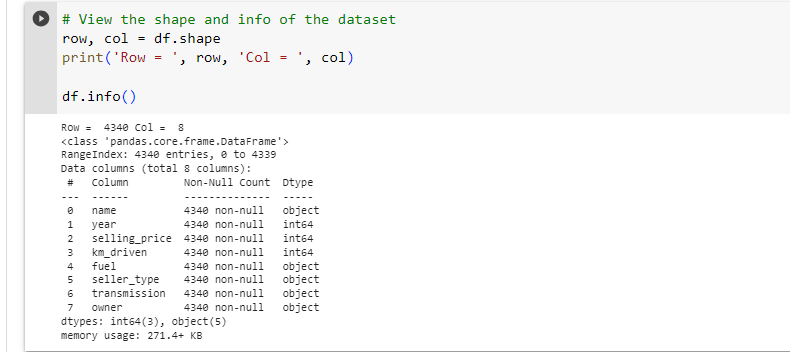 # View the shape and info of the dataset
row, col = df.shape
print('Row = ', row, 'Col = ', col)
df.info()
Row =  4340 Col =  8
<class 'pandas.core.frame.DataFrame'>
RangeIndex: 4340 entries, 0 to 4339
Data columns (total 8 columns):
 #   Column         Non-Null Count  Dtype
---  ------         --------------  -----
 0   name           4340 non-null   object
 1   year           4340 non-null   int64
 2   selling_price  4340 non-null   int64
 3   km_driven      4340 non-null   int64
 4   fuel           4340 non-null   object
 5   seller_type    4340 non-null   object
 6   transmission   4340 non-null   object
 7   owner          4340 non-null   object
dtypes: int64(3), object(5)
memory usage: 271.4+ KB